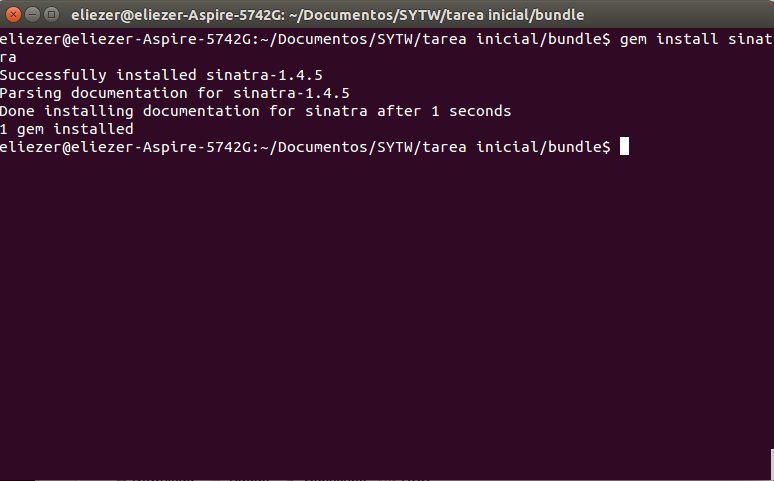 eliezer@eliezer-Aspire-5742G: ~/Documentos/SYTW/tarea inicial/bundle
eliezer@eliezer-Aspire-5742G:~/Documentos/SYTW/tarea inicial/bundle$ gem install sinat
ra
Successfully installed sinatra-1.4.5
Parsing documentation for sinatra-1.4.5
Done installing documentation for sinatra after 1 seconds
1 gem installed
eliezer@eliezer-Aspire-5742G:~/Documentos/SYTW/tarea inicial/bundle$